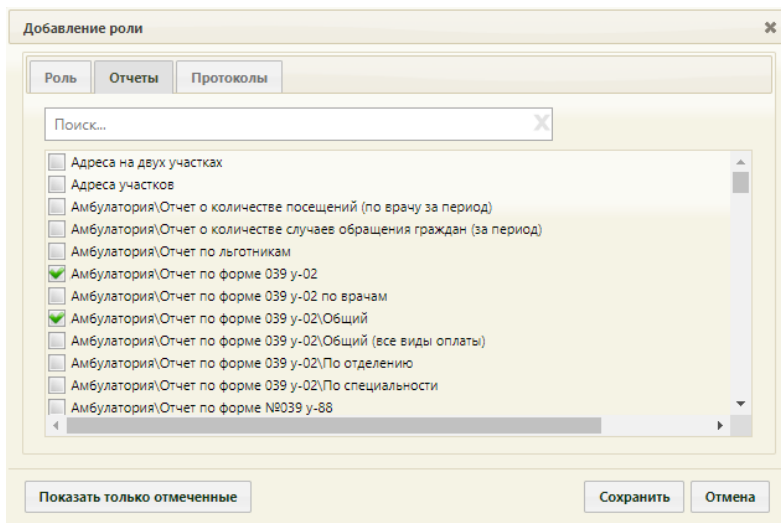 Добавление роли
Роль Отчеты Протоколы
Поиск...
Адреса на двух участках
Адреса участков
Амбулатория\Отчет о количестве посещений (по врачу за период)
Амбулатория\Отчет о количестве случаев обращения граждан (за период)
Амбулатория\Отчет по льготникам
Амбулатория\Отчет по форме 039 у-02
Амбулатория\Отчет по форме 039 у-02 по врачам
Амбулатория\Отчет по форме 039 у-02\Общий
Амбулатория\Отчет по форме 039 у-02\Общий (все виды оплаты)
Амбулатория\Отчет по форме 039 у-02\По отделению
Амбулатория\Отчет по форме 039 у-02\По специальности
Амбулатория\Отчет по форме №039 у-88
Показать только отмеченные Сохранить Отмена